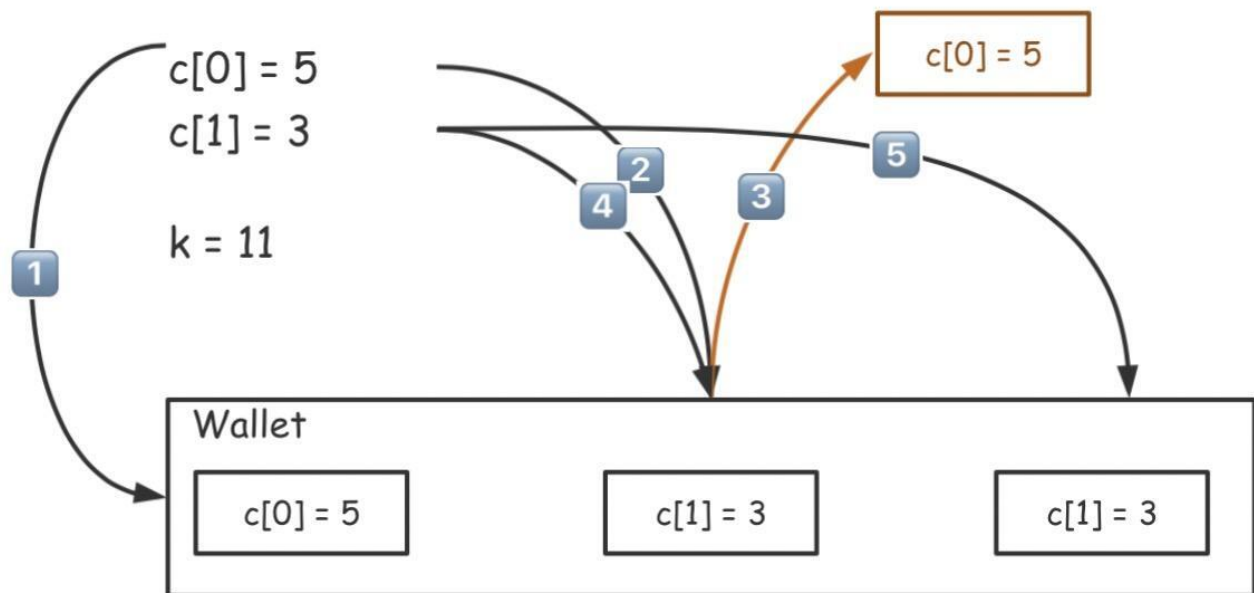 c[0] = 5
c[0] = 5
c[1] = 3
2
5
4
3
k = 11
1
Wallet
c[0] = 5
c[1] = 3
c[1] = 3